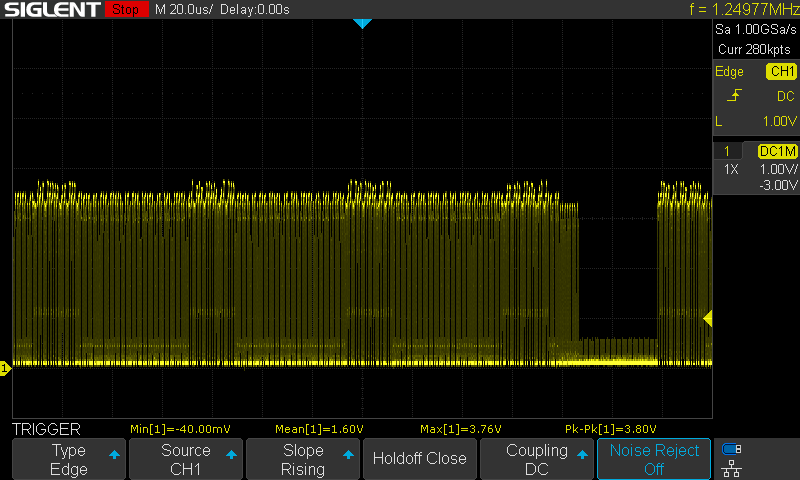 SIGLENT Stop M 20.0us/ Delay:0.00s f = 1.24977MHz
Sa 1.00GSa/s
Curr 280kpts
Edge CH1
DC
L 1.00V
1 DC1M
1X 1.00V/
-3.00V
1
TRIGGER Min[1]=-40.00mV Mean[1]=1.60V Max[1]=3.76V Pk-Pk[1]=3.80V
Type Source Slope Holdoff Close Coupling Noise Reject
Edge CH1 Rising DC Off